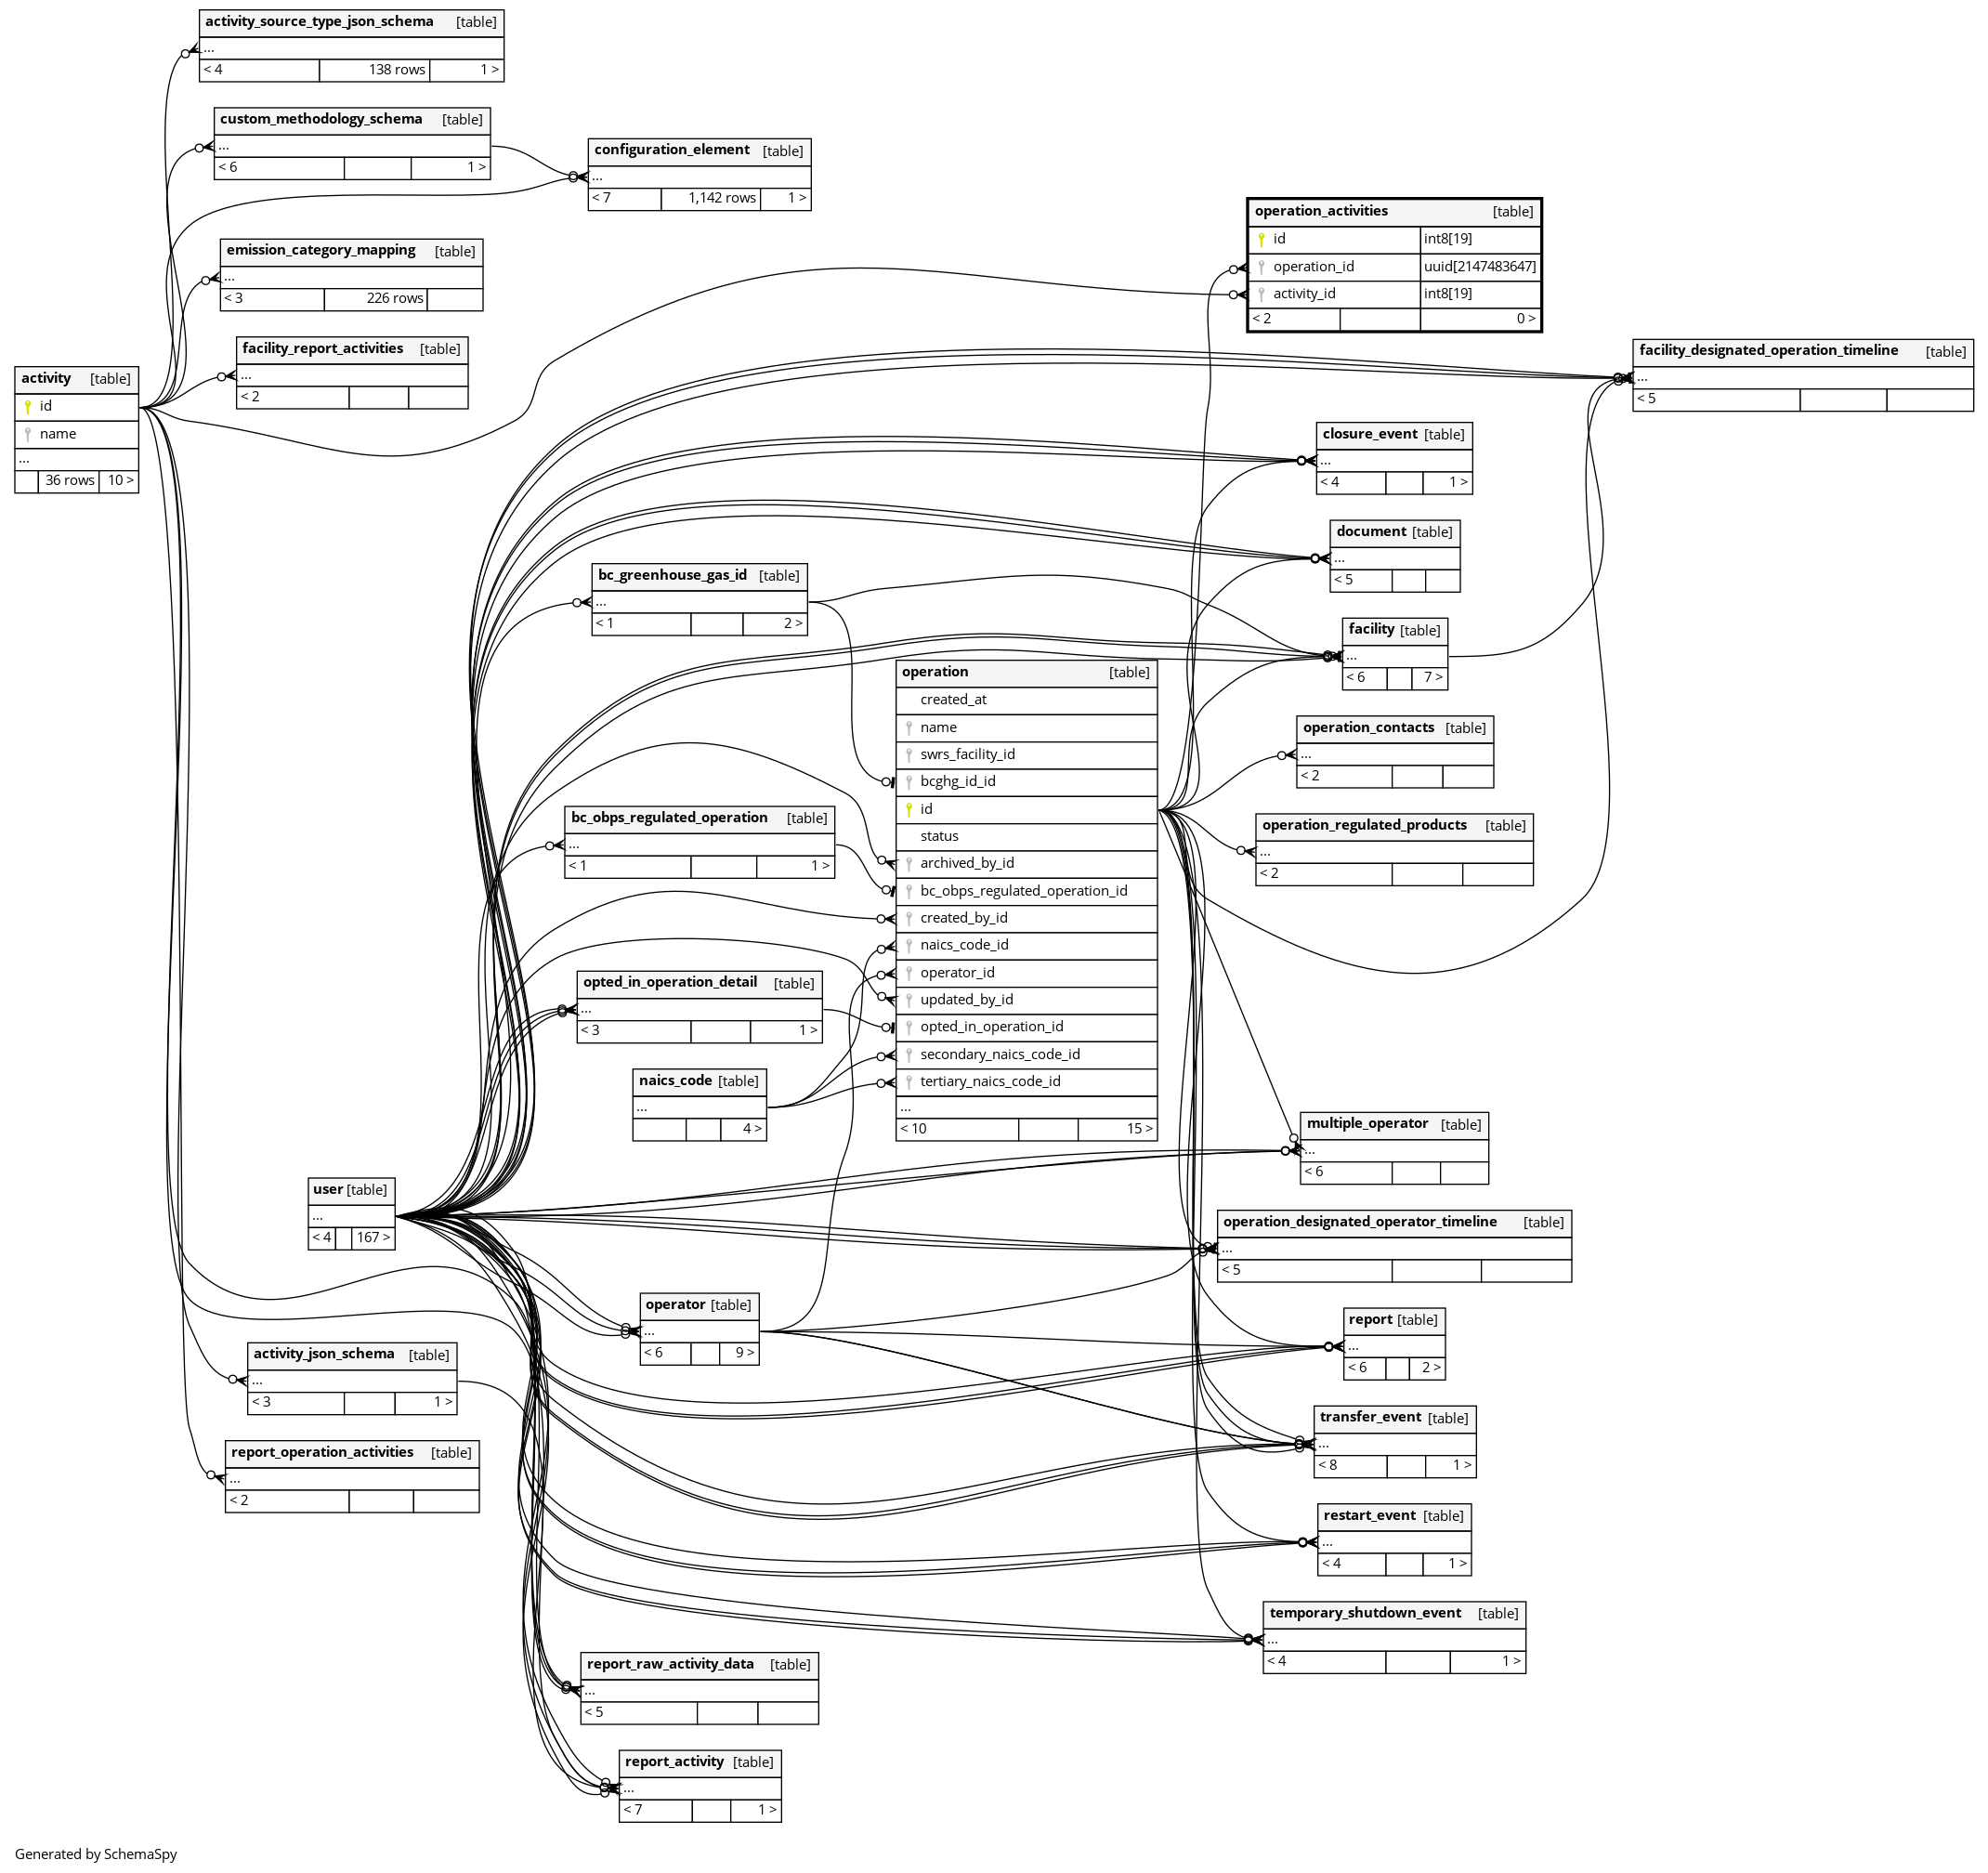 activity_source_type_json_schema [table]
...
< 4 138 rows 1 >
custom_methodology_schema [table]
...
< 6 1 >
configuration_element [table]
...
< 7 1,142 rows 1 >
operation_activities [table]
id int8[19]
operation_id uuid[2147483647]
activity_id int8[19]
< 2 0 >
emission_category_mapping [table]
...
< 3 226 rows
facility_report_activities [table]
...
< 2
facility_designated_operation_timeline [table]
...
< 5
activity [table]
id
name
...
36 rows 10 >
closure_event [table]
...
< 4 1 >
document [table]
...
< 5
bc_greenhouse_gas_id [table]
...
< 1 2 >
facility [table]
...
< 6 7 >
operation [table]
created_at
name
swrs_facility_id
bcghg_id_id
id
status
archived_by_id
bc_obps_regulated_operation_id
created_by_id
naics_code_id
operator_id
updated_by_id
opted_in_operation_id
secondary_naics_code_id
tertiary_naics_code_id
...
< 10 15 >
operation_contacts [table]
...
< 2
bc_obps_regulated_operation [table]
...
< 1 1 >
operation_regulated_products [table]
...
< 2
opted_in_operation_detail [table]
...
< 3 1 >
naics_code [table]
...
4 >
multiple_operator [table]
...
< 6
user [table]
...
< 4 167 >
operation_designated_operator_timeline [table]
...
< 5
operator [table]
...
< 6 9 >
report [table]
...
< 6 2 >
activity_json_schema [table]
...
< 3 1 >
transfer_event [table]
...
< 8 1 >
report_operation_activities [table]
...
< 2
restart_event [table]
...
< 4 1 >
temporary_shutdown_event [table]
...
< 4 1 >
report_raw_activity_data [table]
...
< 5
report_activity [table]
...
< 7 1 >
Generated by SchemaSpy